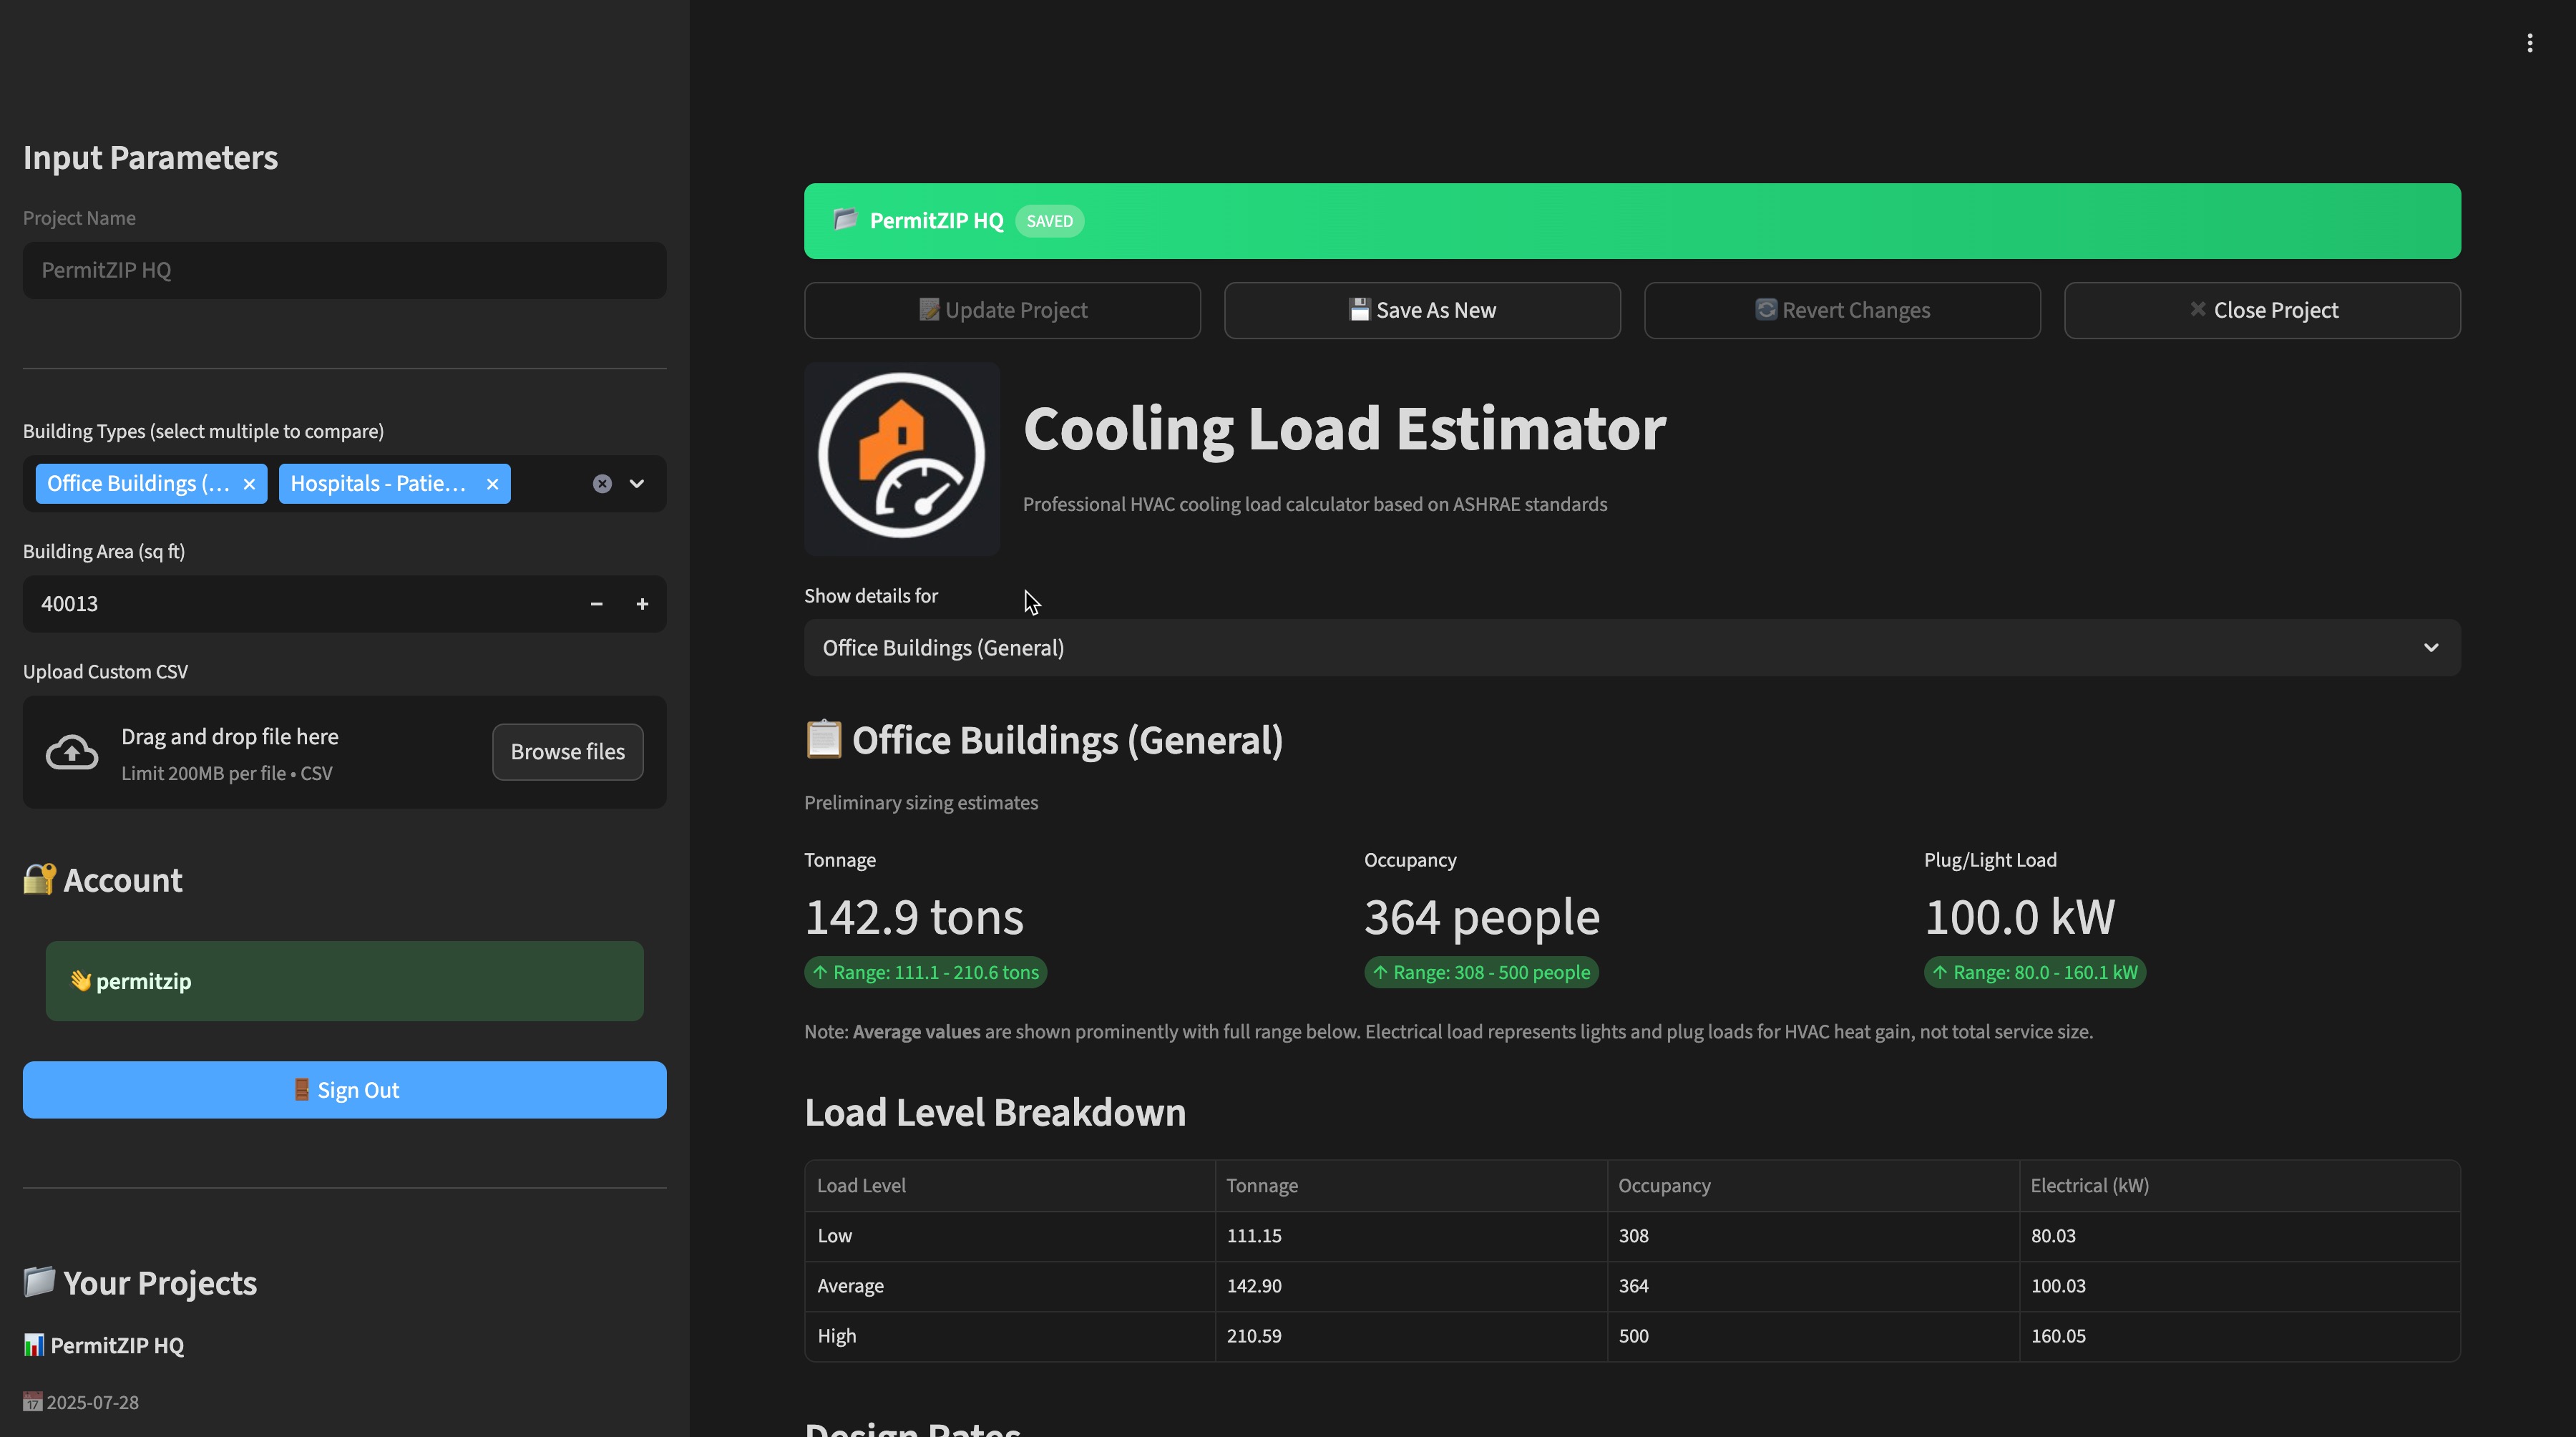 Input Parameters
Project Name
PermitZIP HQ
Building Types (select multiple to compare)
Office Buildings (...
Hospitals - Patie...
Building Area (sq ft)
40013
Upload Custom CSV
Drag and drop file here
Limit 200MB per file • CSV
Browse files
Account
permitzip
Sign Out
Your Projects
PermitZIP HQ
17
2025-07-28
PermitZIP HQ SAVED
Update Project
Save As New
Revert Changes
Close Project
Cooling Load Estimator
Professional HVAC cooling load calculator based on ASHRAE standards
Show details for
Office Buildings (General)
Office Buildings (General)
Preliminary sizing estimates
Tonnage
142.9 tons
↑ Range: 111.1 - 210.6 tons
Occupancy
364 people
↑ Range: 308 - 500 people
Plug/Light Load
100.0 kW
↑ Range: 80.0 - 160.1 kW
Note: Average values are shown prominently with full range below. Electrical load represents lights and plug loads for HVAC heat gain, not total service size.
Load Level Breakdown
Load Level Tonnage Occupancy Electrical (kW)
Low 111.15 308 80.03
Average 142.90 364 100.03
High 210.59 500 160.05
Design Rates